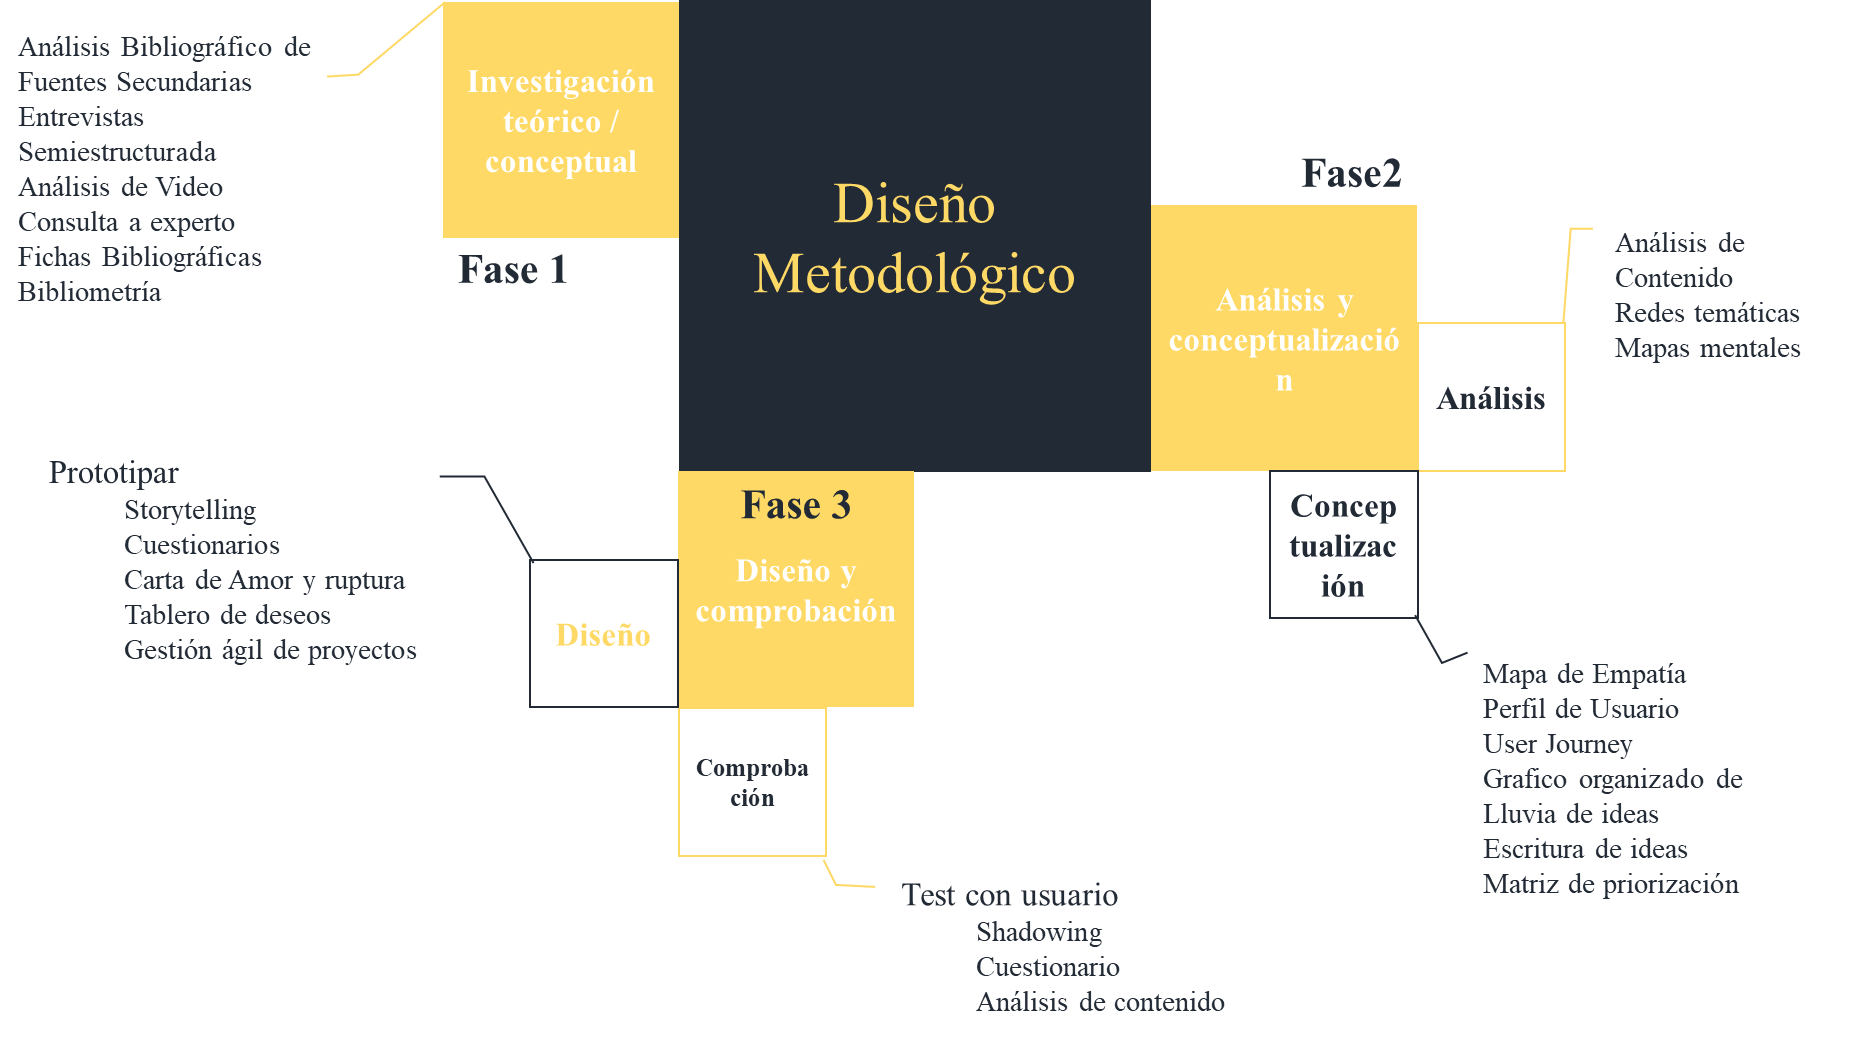 Análisis Bibliográfico de
Fuentes Secundarias
Entrevistas
Semiestructurada
Análisis de Video
Consulta a experto
Fichas Bibliográficas
Bibliometría
Investigación
teórico /
conceptual
Fase 1
Diseño
Metodológico
Fase2
Análisis y
conceptualizació
n
Análisis
Análisis de
Contenido
Redes temáticas
Mapas mentales
Concep
tualizac
ión
Mapa de Empatía
Perfil de Usuario
User Journey
Grafico organizado de
Lluvia de ideas
Escritura de ideas
Matriz de priorización
Fase 3
Diseño y
comprobación
Diseño
Prototipar
Storytelling
Cuestionarios
Carta de Amor y ruptura
Tablero de deseos
Gestión ágil de proyectos
Comproba
ción
Test con usuario
Shadowing
Cuestionario
Análisis de contenido